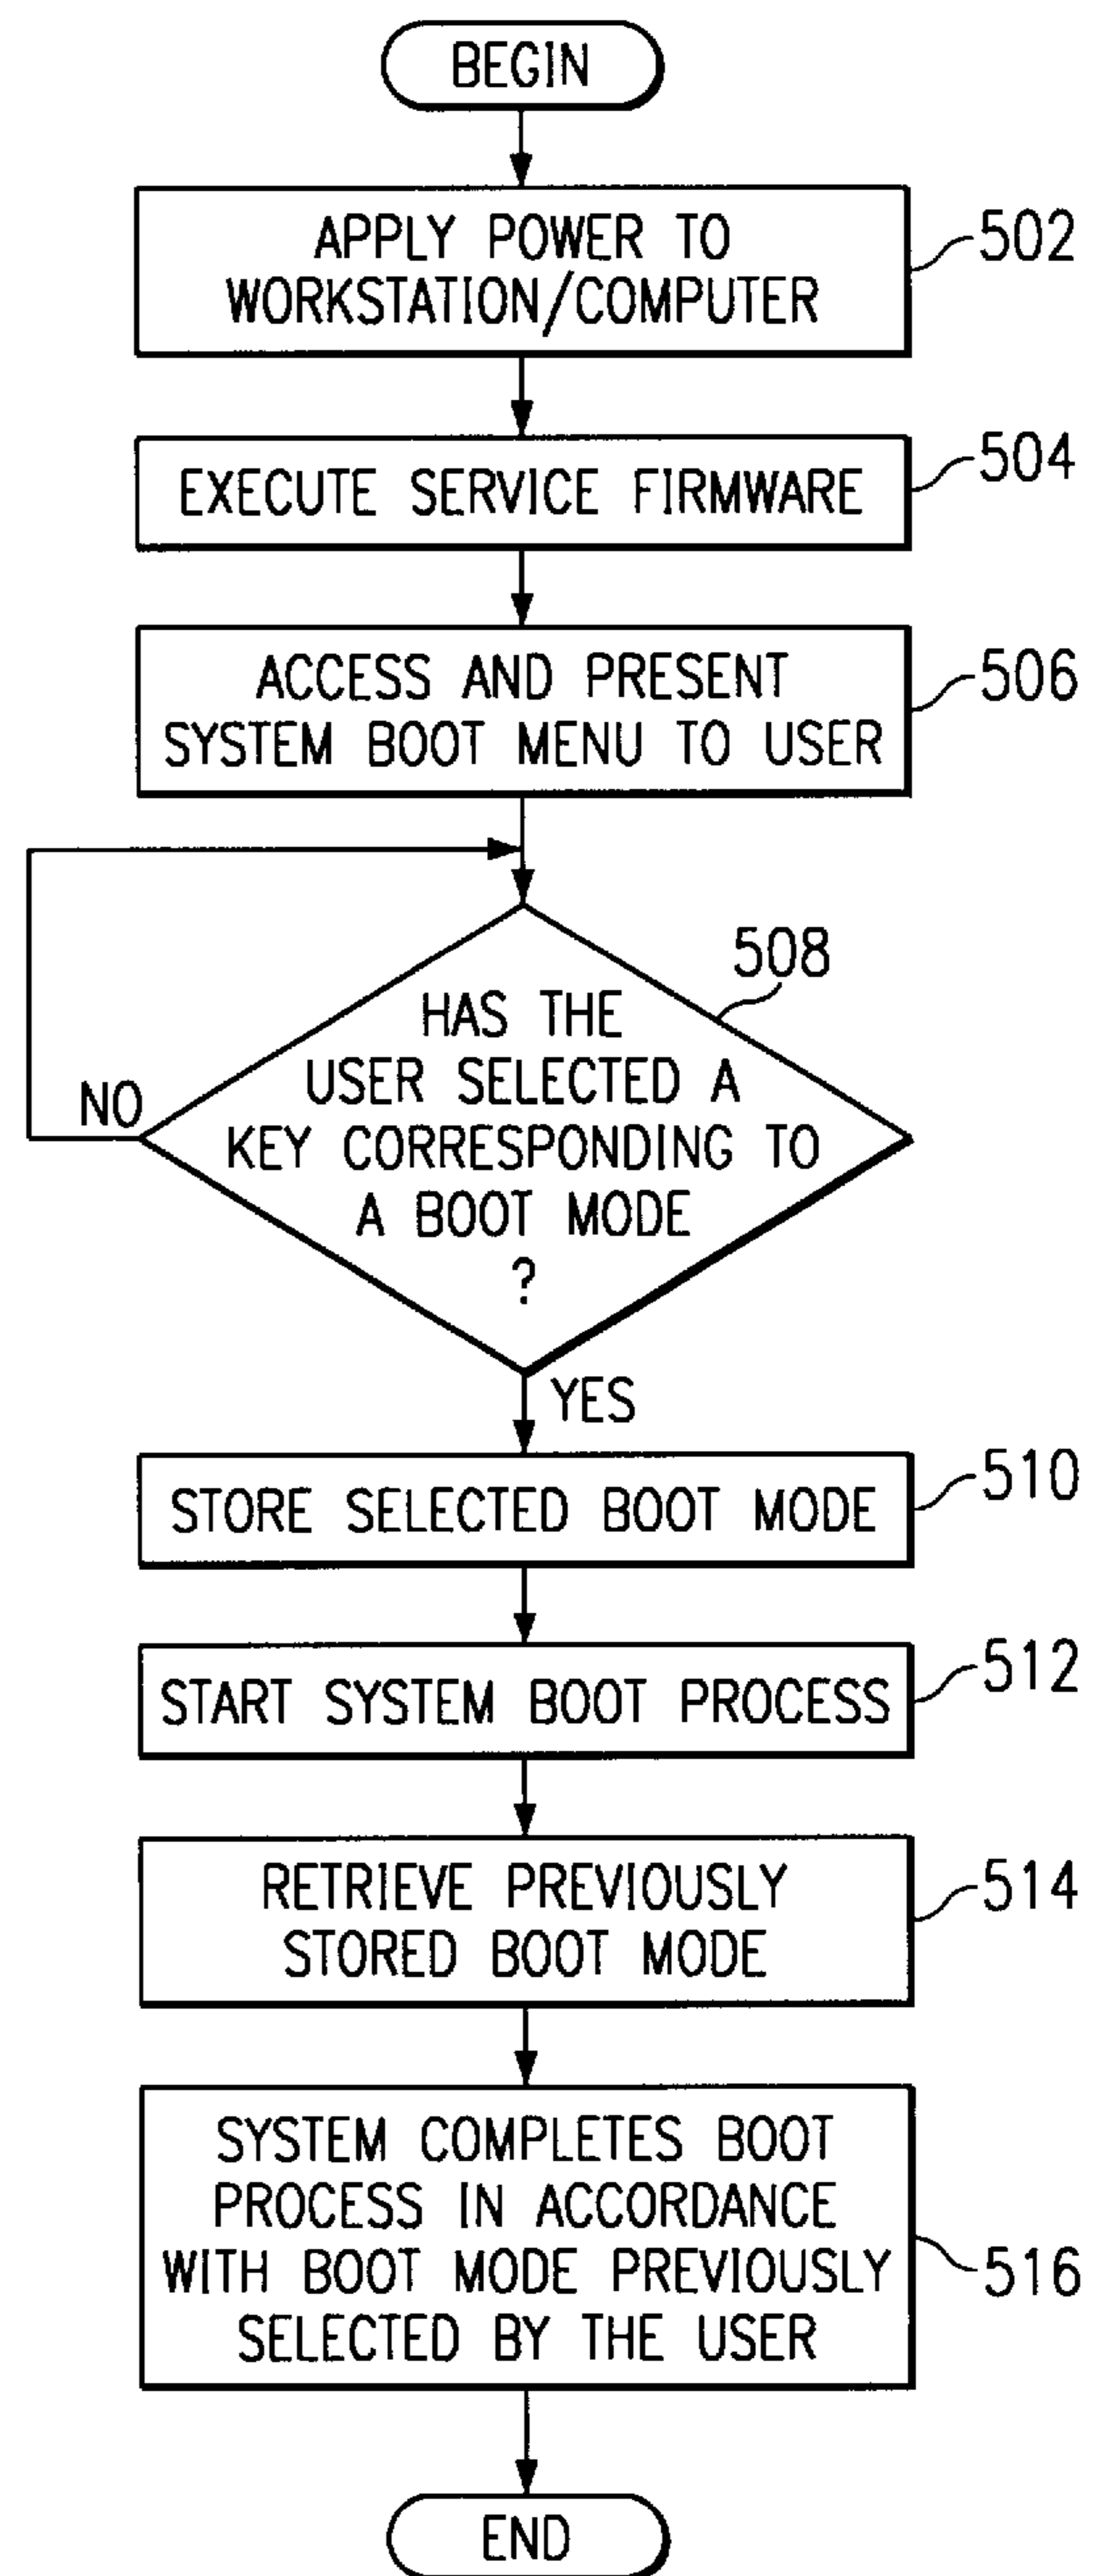 BEGIN
APPLY POWER TO
WORKSTATION/COMPUTER
502
EXECUTE SERVICE FIRMWARE
504
ACCESS AND PRESENT
SYSTEM BOOT MENU TO USER
506
508
HAS THE
USER SELECTED A
KEY CORRESPONDING TO
A BOOT MODE
?
NO
YES
STORE SELECTED BOOT MODE
510
START SYSTEM BOOT PROCESS
512
RETRIEVE PREVIOUSLY
STORED BOOT MODE
514
SYSTEM COMPLETES BOOT
PROCESS IN ACCORDANCE
WITH BOOT MODE PREVIOUSLY
SELECTED BY THE USER
516
END